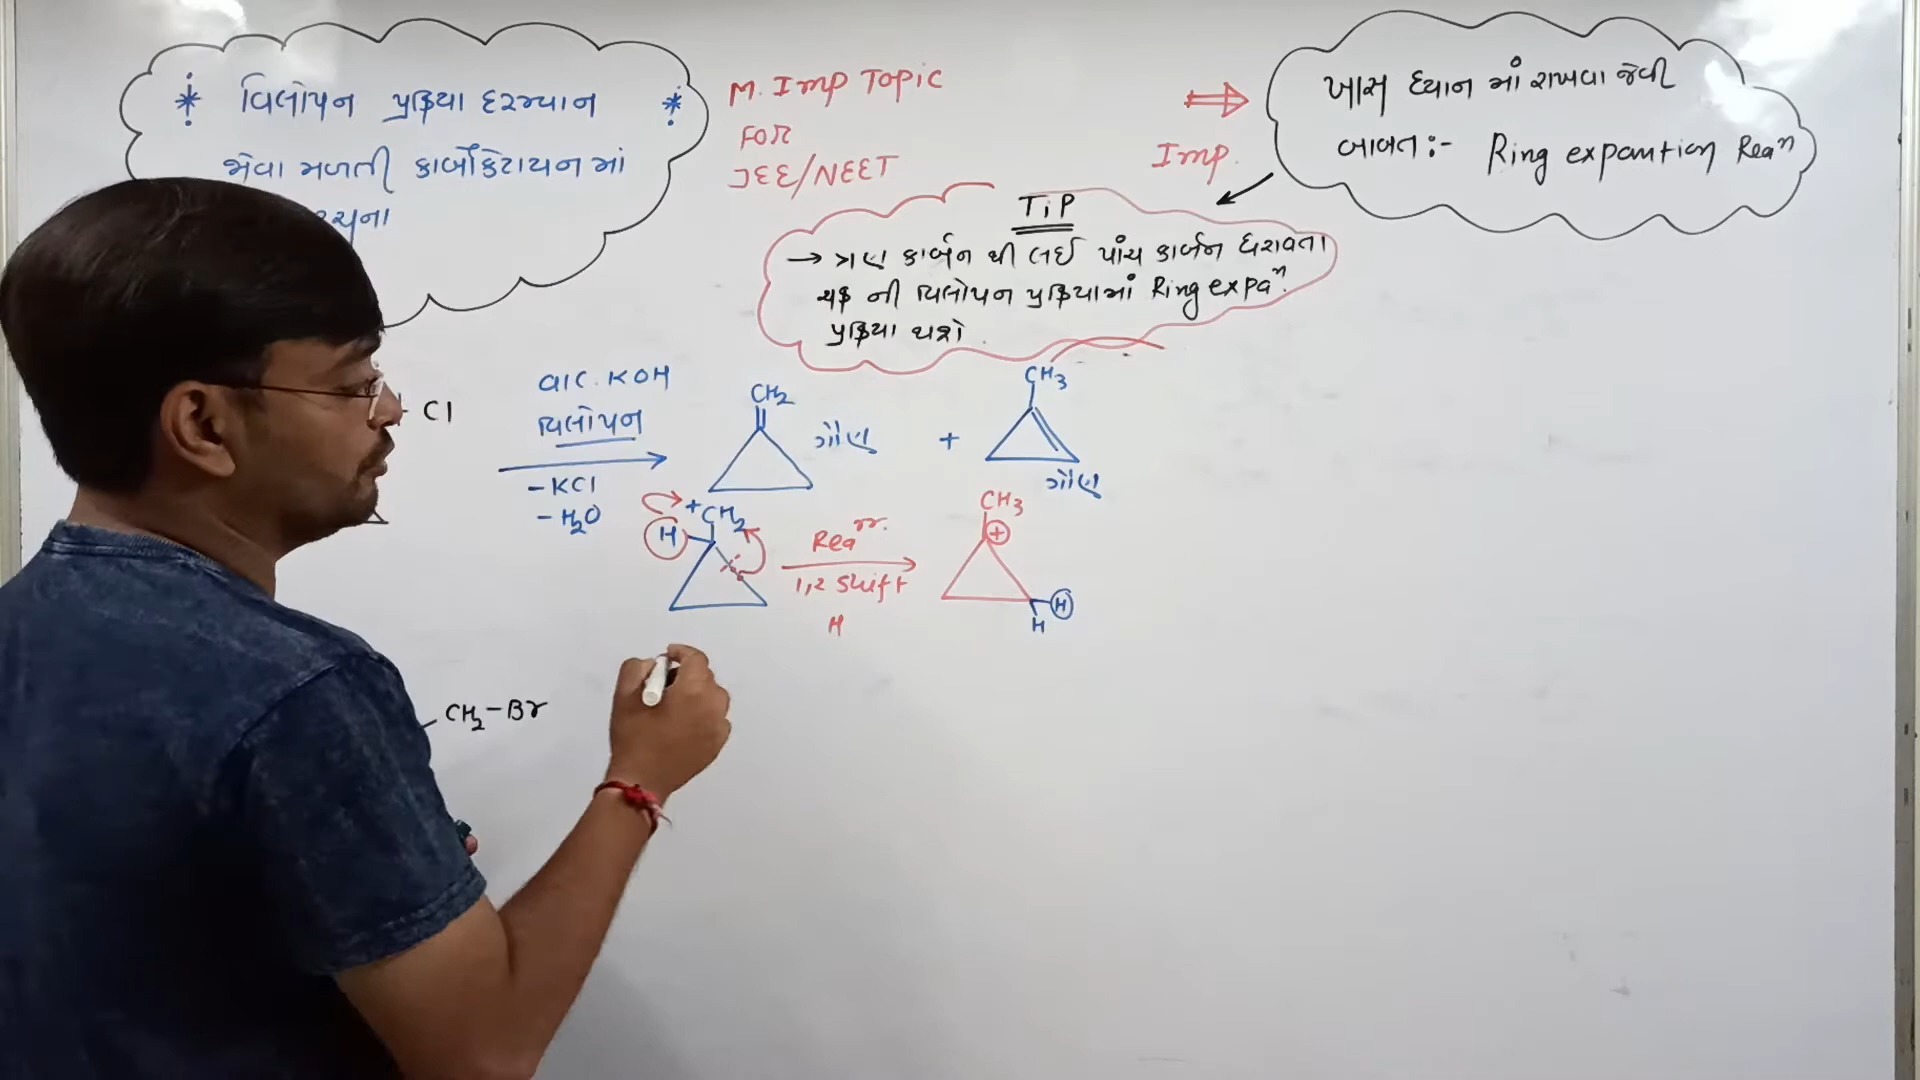 * વિલોપન પ્રક્રિયા દરમ્યાન *
જોવા મળતી કાર્બોકેટાયન માં
ચના
M. Imp Topic
FOR
JEE/NEET
Imp.
ખાસ ધ્યાન માં રાખવા જેવી
બાબત :- Ring expantion Reaⁿ
TiP
→ ત્રણ કાર્બન થી લઈ પાંચ કાર્બન ધરાવતા
ચક્ર ની વિલોપન પ્રક્રિયામાં Ring expaⁿ.
પ્રક્રિયા થશે
Cl
alc. KOH
વિલોપન
-KCl
-H₂O
CH₂
ગૌણ
+
CH₃
ગૌણ
H
+CH₂
Reaʳʳ.
1,2 shift
H
CH₃
+
H
H
CH₂-Br